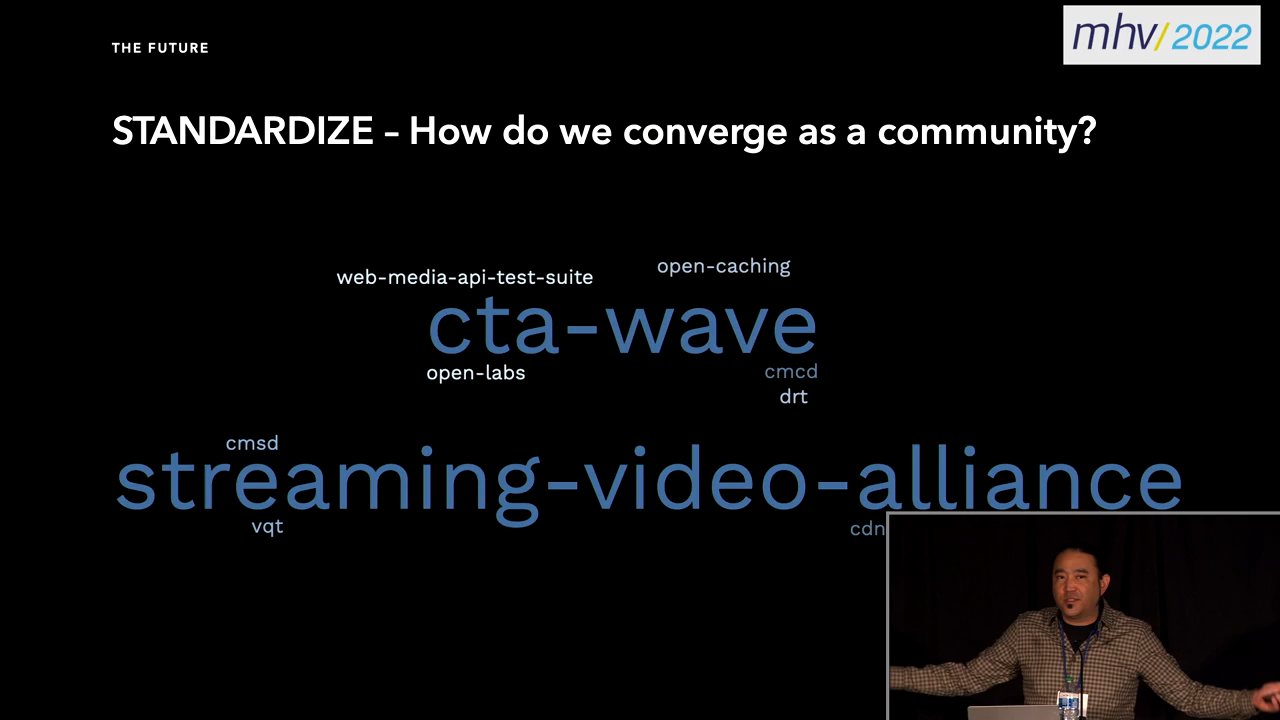 THE FUTURE
mhv/2022
STANDARDIZE – How do we converge as a community?
web-media-api-test-suite
open-caching
cta-wave
open-labs
cmcd
drt
cmsd
streaming-video-alliance
vqt
cdn